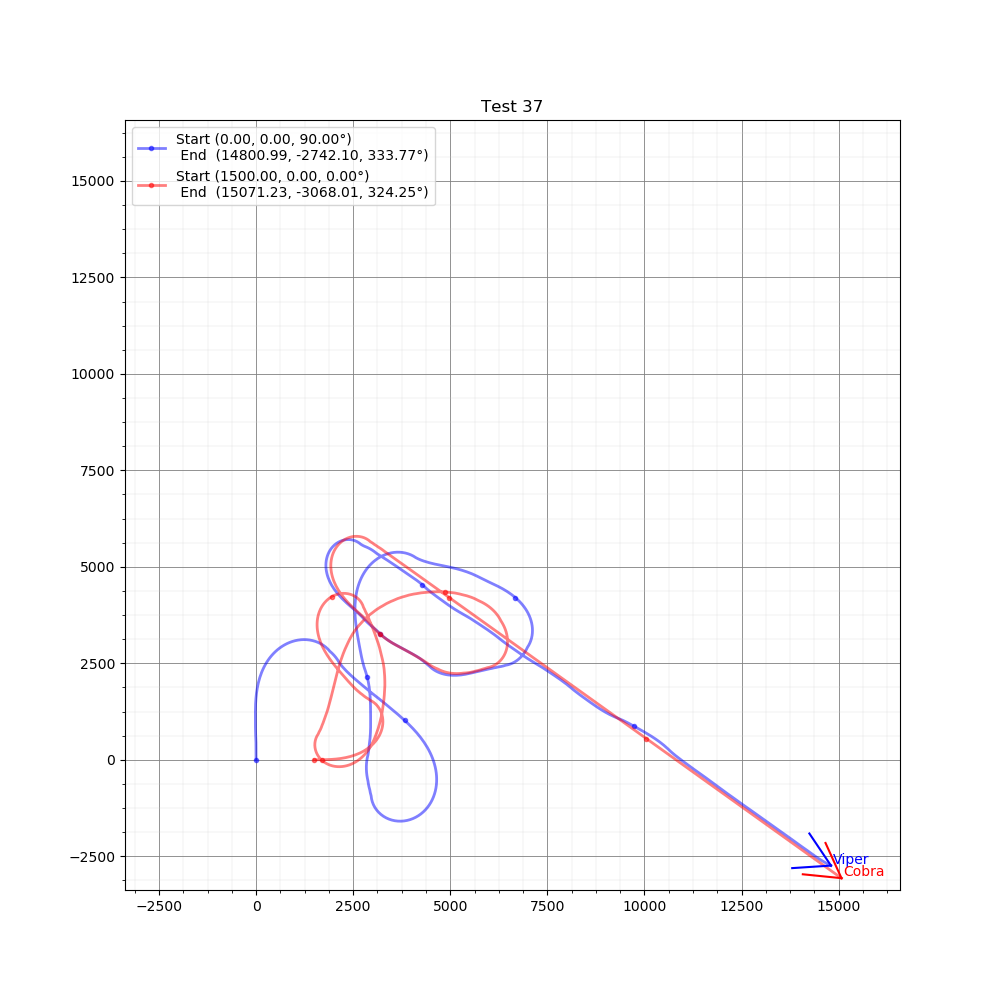 Test 37
Start (0.00, 0.00, 90.00°)
End  (14800.99, -2742.10, 333.77°)
Start (1500.00, 0.00, 0.00°)
End  (15071.23, -3068.01, 324.25°)
15000
12500
10000
7500
5000
2500
0
−2500
Viper
Cobra
−2500 0 2500 5000 7500 10000 12500 15000